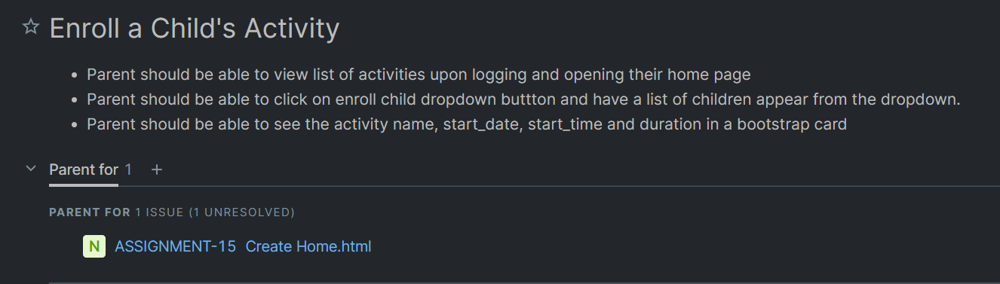 Enroll a Child's Activity
Parent should be able to view list of activities upon logging and opening their home page
Parent should be able to click on enroll child dropdown buttton and have a list of children appear from the dropdown.
Parent should be able to see the activity name, start_date, start_time and duration in a bootstrap card
Parent for 1 +
PARENT FOR 1 ISSUE (1 UNRESOLVED)
N ASSIGNMENT-15 Create Home.html